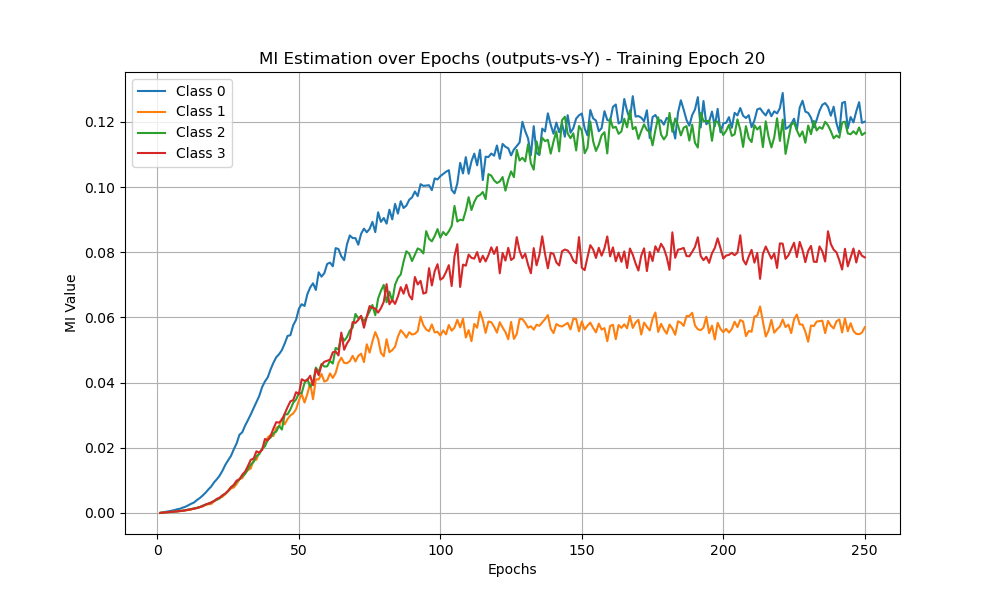 MI Estimation over Epochs (outputs-vs-Y) - Training Epoch 20
Class 0
Class 1
Class 2
Class 3
MI Value
0.12
0.10
0.08
0.06
0.04
0.02
0.00
0 50 100 150 200 250
Epochs